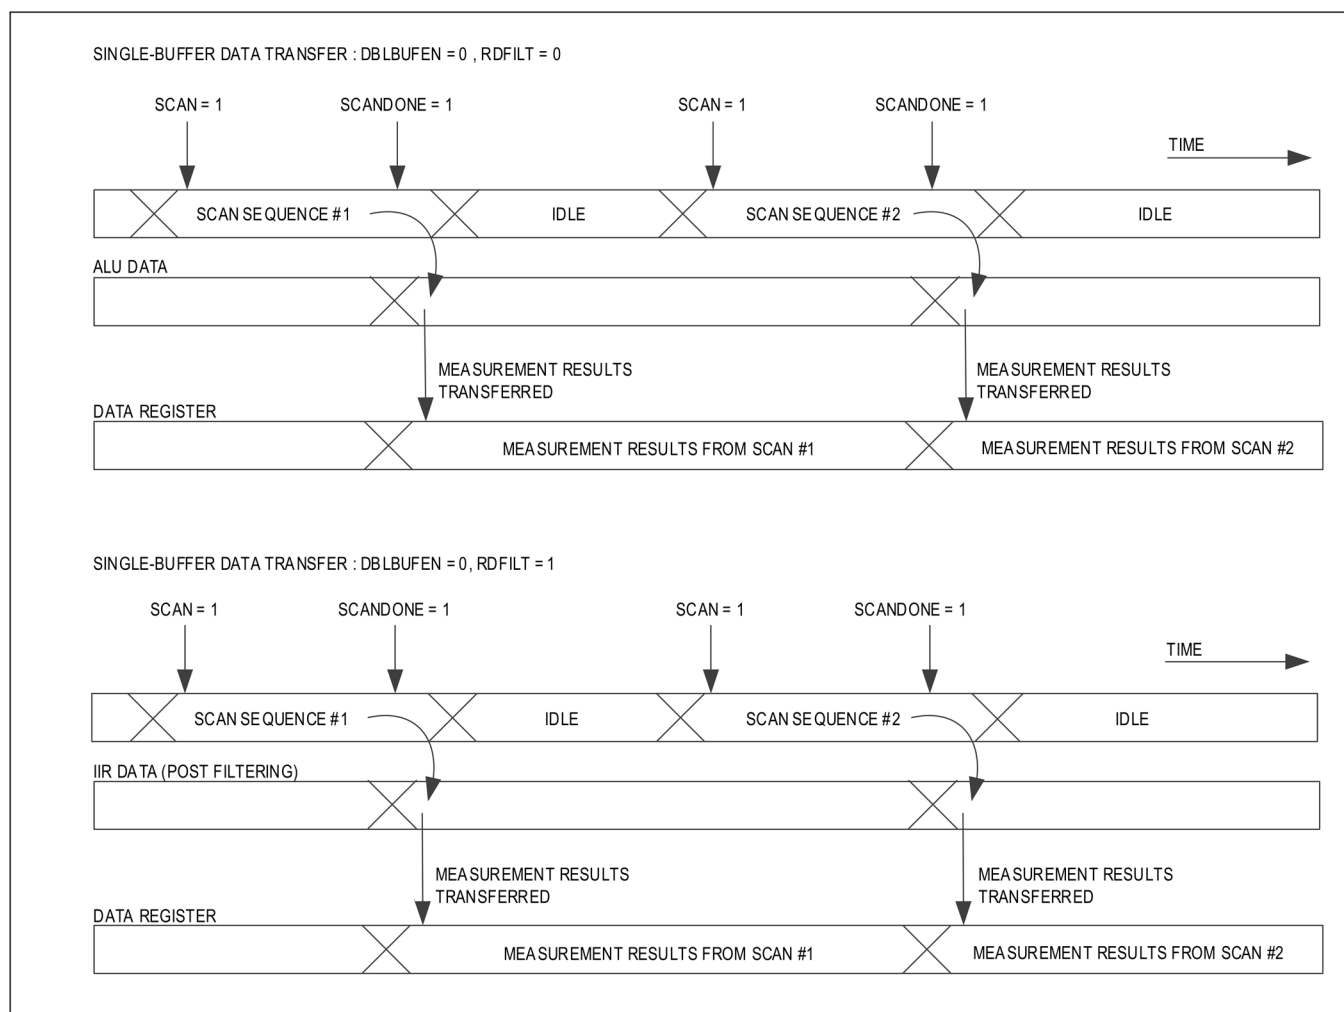 SINGLE-BUFFER DATA TRANSFER : DBLBUFEN = 0 , RDFILT = 0
SCAN = 1 SCANDONE = 1 SCAN = 1 SCANDONE = 1
TIME
SCAN SEQUENCE #1 IDLE SCAN SEQUENCE #2 IDLE
ALU DATA
MEASUREMENT RESULTS MEASUREMENT RESULTS
TRANSFERRED TRANSFERRED
DATA REGISTER
MEASUREMENT RESULTS FROM SCAN #1 MEASUREMENT RESULTS FROM SCAN #2
SINGLE-BUFFER DATA TRANSFER : DBLBUFEN = 0, RDFILT = 1
SCAN = 1 SCANDONE = 1 SCAN = 1 SCANDONE = 1
TIME
SCAN SEQUENCE #1 IDLE SCAN SEQUENCE #2 IDLE
IIR DATA (POST FILTERING)
MEASUREMENT RESULTS MEASUREMENT RESULTS
TRANSFERRED TRANSFERRED
DATA REGISTER
MEASUREMENT RESULTS FROM SCAN #1 MEASUREMENT RESULTS FROM SCAN #2